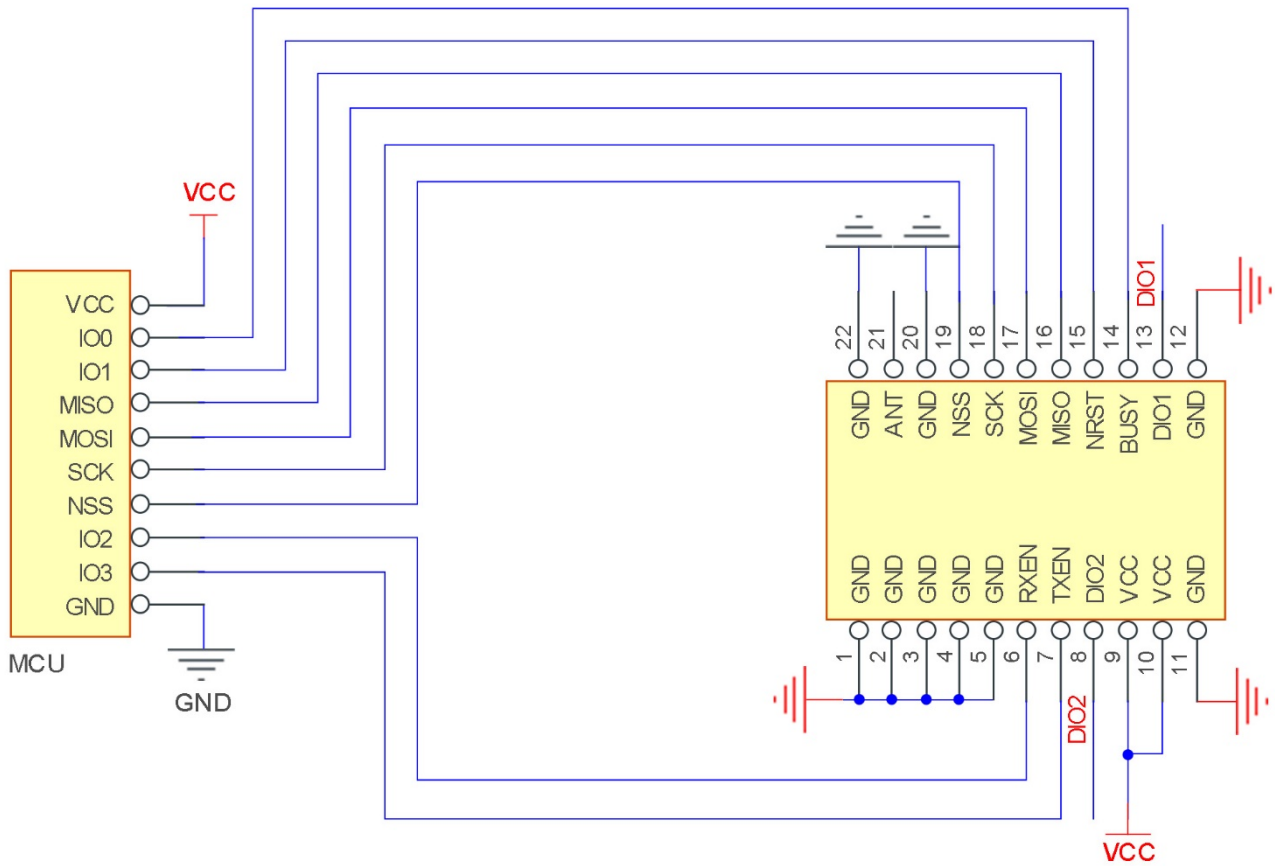 VCC
VCC
IO0
IO1
MISO
MOSI
SCK
NSS
IO2
IO3
GND
MCU
GND
DIO1
22 21 20 19 18 17 16 15 14 13 12
GND ANT GND NSS SCK MOSI MISO NRST BUSY DIO1 GND
GND GND GND GND GND RXEN TXEN DIO2 VCC VCC GND
1 2 3 4 5 6 7 8 9 10 11
DIO2
VCC